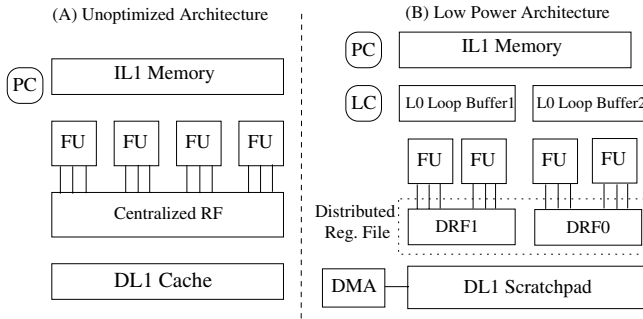 (A) Unoptimized Architecture
PC
IL1 Memory
FU FU FU FU
Centralized RF
DL1 Cache
(B) Low Power Architecture
PC
IL1 Memory
LC
L0 Loop Buffer1
L0 Loop Buffer2
FU FU FU FU
Distributed
Reg. File
DRF1
DRF0
DMA
DL1 Scratchpad